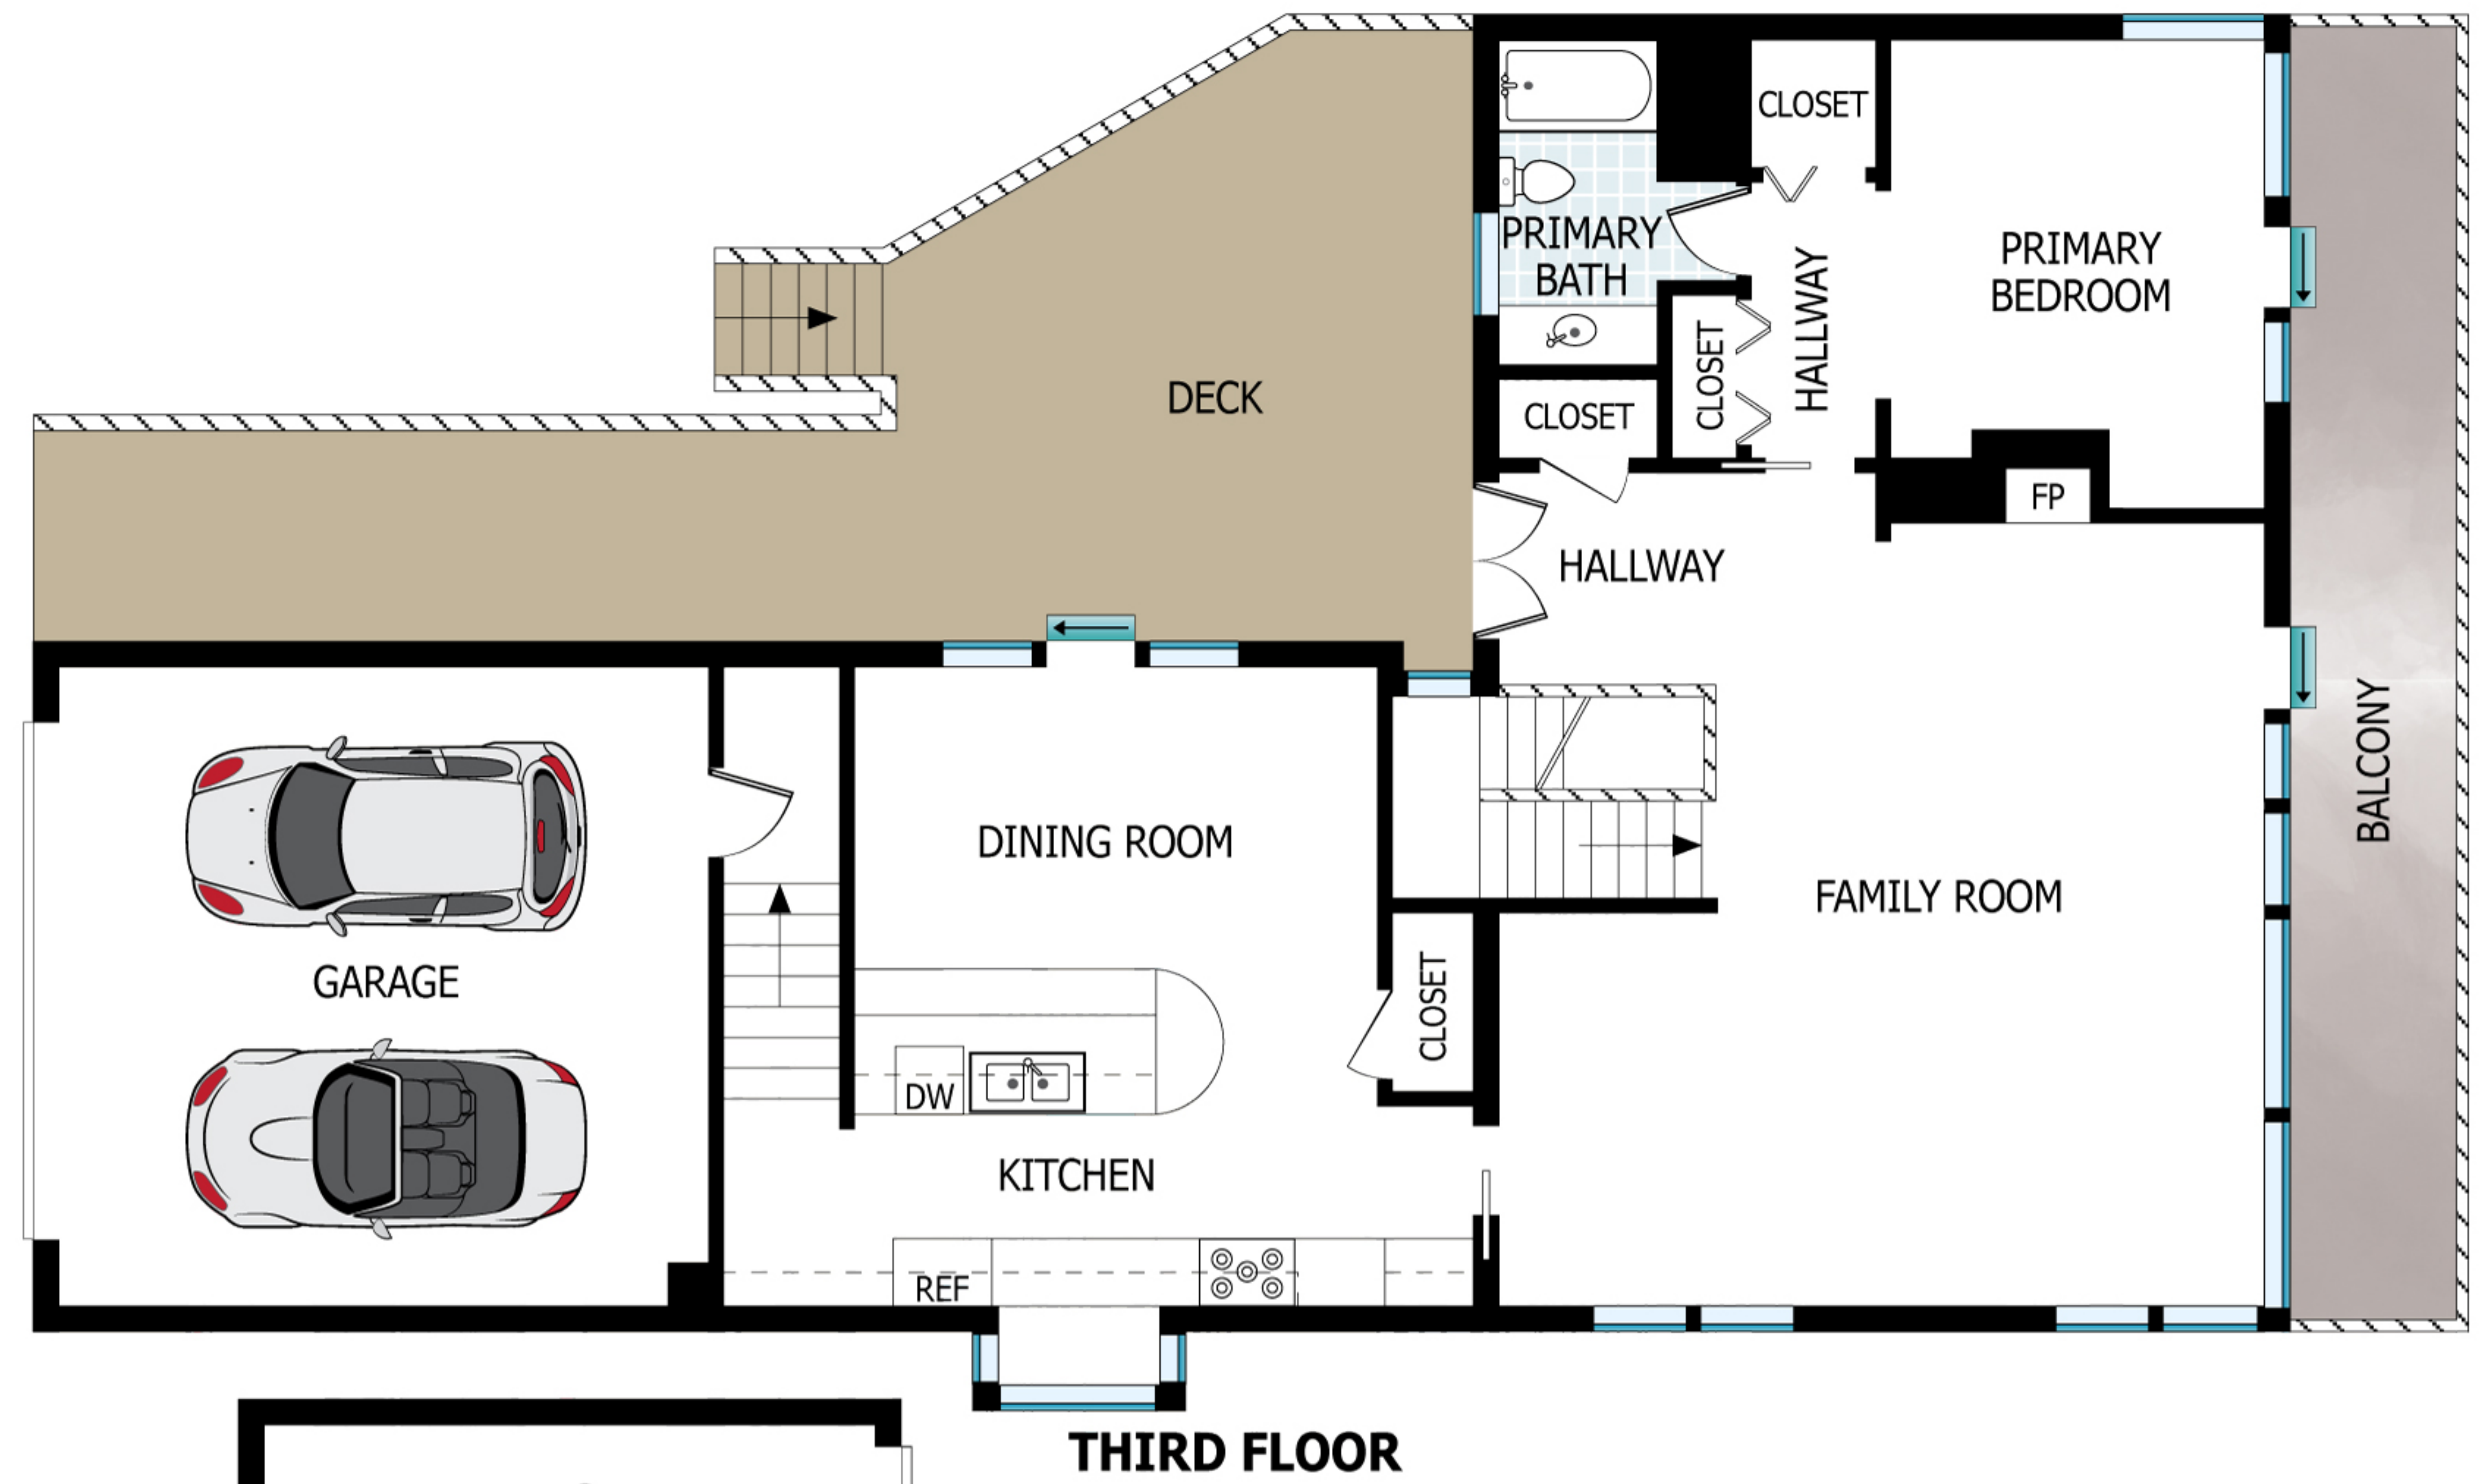 CLOSET
PRIMARY
BATH
HALLWAY
PRIMARY
BEDROOM
CLOSET
CLOSET
DECK
FP
HALLWAY
BALCONY
DINING ROOM
FAMILY ROOM
GARAGE
CLOSET
DW
KITCHEN
REF
THIRD FLOOR